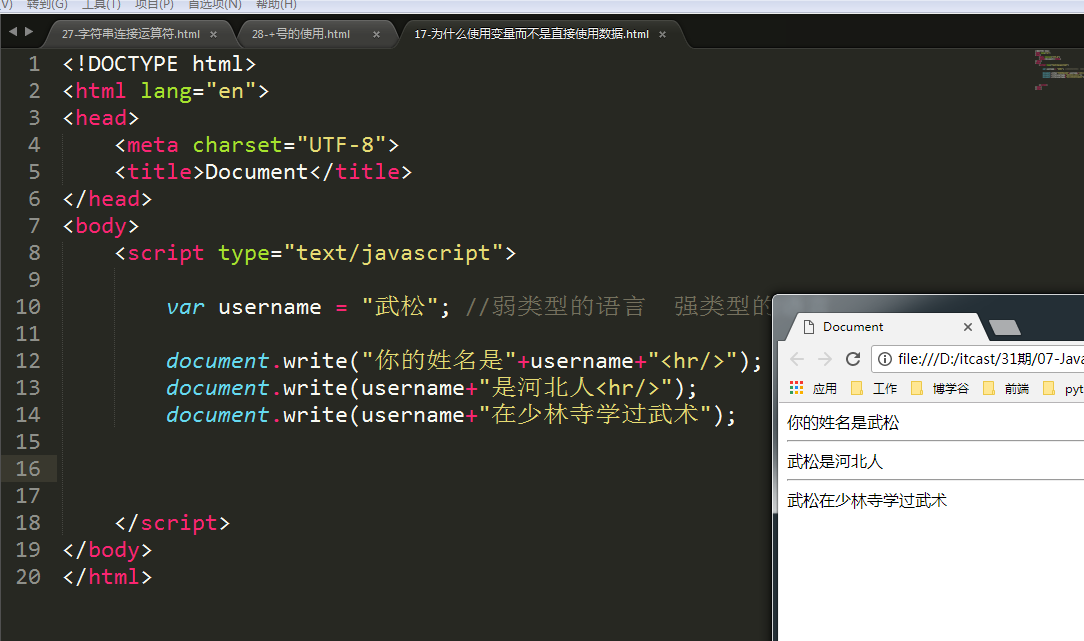 转到(G) 工具(T) 项目(P) 首选项(N) 帮助(H)
27-字符串连接运算符.html × 28-+号的使用.html × 17-为什么使用变量而不是直接使用数据.html ×
1 <!DOCTYPE html>
2 <html lang="en">
3 <head>
4 <meta charset="UTF-8">
5 <title>Document</title>
6 </head>
7 <body>
8 <script type="text/javascript">
9
10 var username = "武松"; //弱类型的语言 强类型的
11
12 document.write("你的姓名是"+username+"<hr/>");
13 document.write(username+"是河北人<hr/>");
14 document.write(username+"在少林寺学过武术");
15
16
17
18 </script>
19 </body>
20 </html>
Document ×
file:///D:/itcast/31期/07-Java
应用 工作 博学谷 前端 pyt
你的姓名是武松
武松是河北人
武松在少林寺学过武术